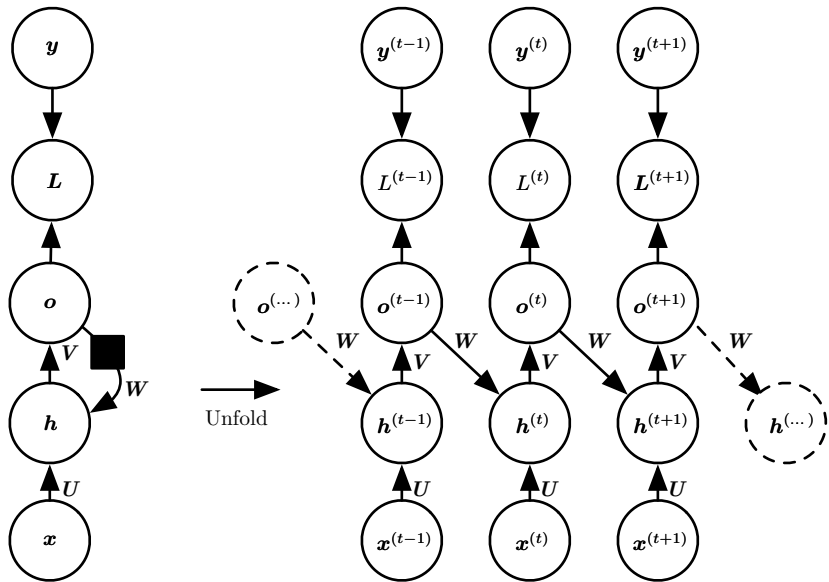 y y^(t−1) y^(t) y^(t+1)
L L^(t−1) L^(t) L^(t+1)
o o^(...) o^(t−1) o^(t) o^(t+1)
W W W W
V V V V
W
h h^(t−1) h^(t) h^(t+1) h^(...)
Unfold
U U U U
x x^(t−1) x^(t) x^(t+1)